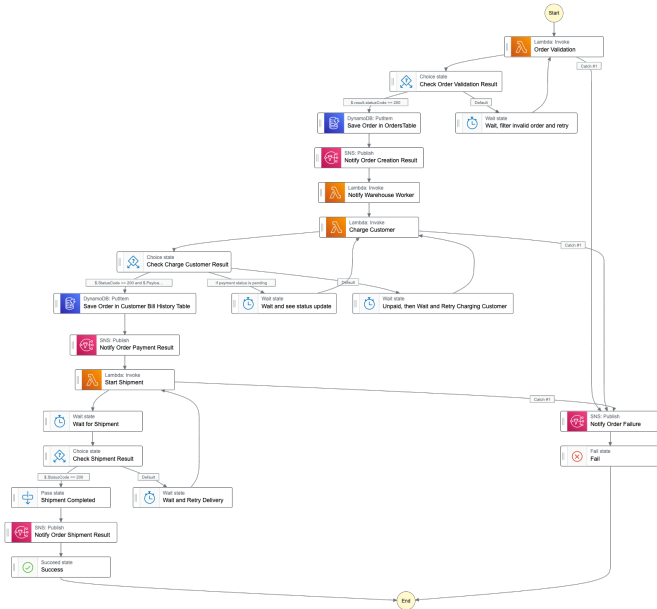 Start
Lambda: Invoke
Order Validation
Catch #1
Choice state
Check Order Validation Result
$.result.statusCode == 200
Default
DynamoDB: PutItem
Save Order in OrdersTable
Wait state
Wait, filter invalid order and retry
SNS: Publish
Notify Order Creation Result
Lambda: Invoke
Notify Warehouse Worker
Lambda: Invoke
Charge Customer
Catch #1
Choice state
Check Charge Customer Result
$.StatusCode == 200 and $.Payloa...
if payment status is pending
Default
DynamoDB: PutItem
Save Order in Customer Bill History Table
Wait state
Wait and see status update
Wait state
Unpaid, then Wait and Retry Charging Customer
SNS: Publish
Notify Order Payment Result
Lambda: Invoke
Start Shipment
Catch #1
Wait state
Wait for Shipment
SNS: Publish
Notify Order Failure
Choice state
Check Shipment Result
Fail state
Fail
$.StatusCode == 200
Default
Pass state
Shipment Completed
Wait state
Wait and Retry Delivery
SNS: Publish
Notify Order Shipment Result
Succeed state
Success
End